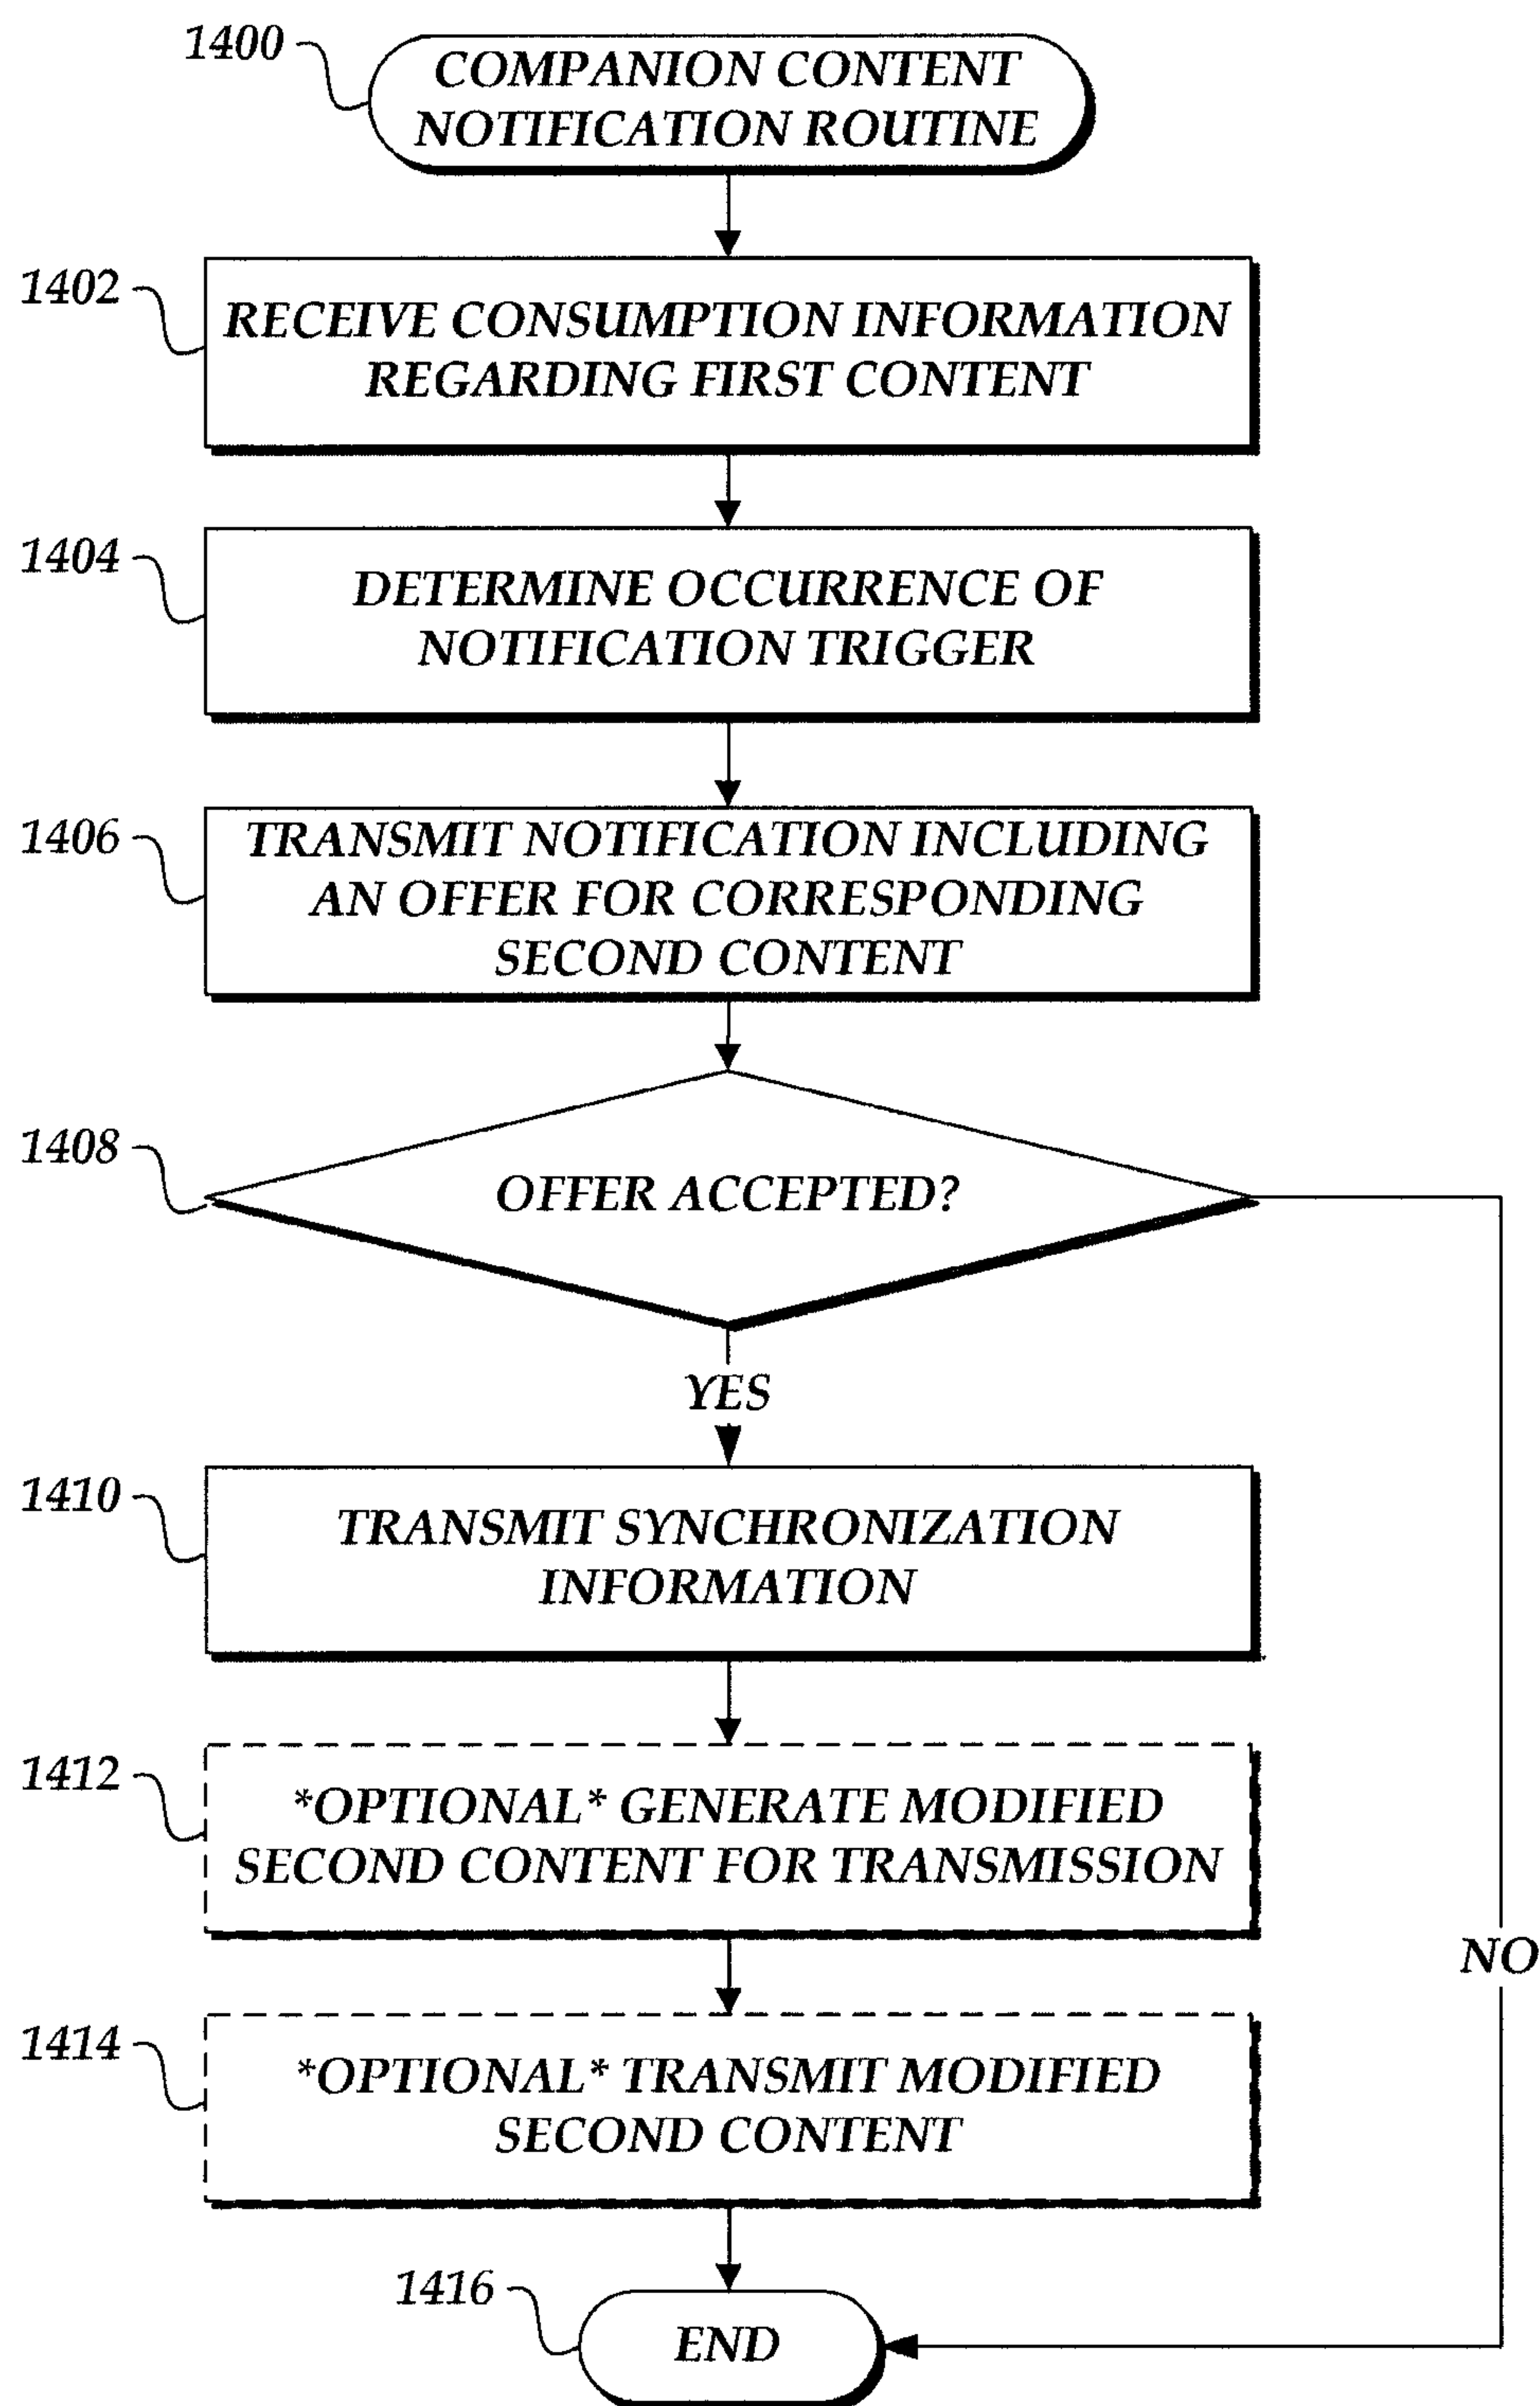 1400
COMPANION CONTENT
NOTIFICATION ROUTINE
1402
RECEIVE CONSUMPTION INFORMATION
REGARDING FIRST CONTENT
1404
DETERMINE OCCURRENCE OF
NOTIFICATION TRIGGER
1406
TRANSMIT NOTIFICATION INCLUDING
AN OFFER FOR CORRESPONDING
SECOND CONTENT
1408
OFFER ACCEPTED?
YES
1410
TRANSMIT SYNCHRONIZATION
INFORMATION
1412
*OPTIONAL* GENERATE MODIFIED
SECOND CONTENT FOR TRANSMISSION
NO
1414
*OPTIONAL* TRANSMIT MODIFIED
SECOND CONTENT
1416
END